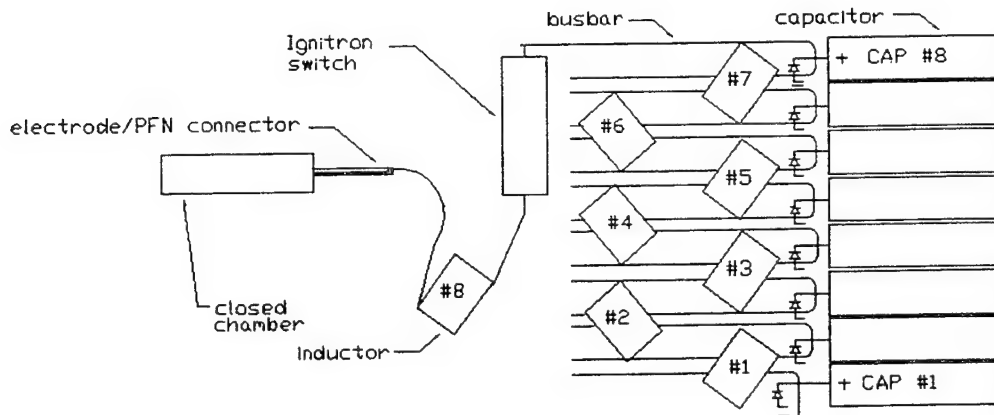 busbar
capacitor
Ignitron
switch
+ CAP #8
#7
electrode/PFN connector
#6
#5
#4
#3
#8
closed
chamber
#2
Inductor
#1
+ CAP #1